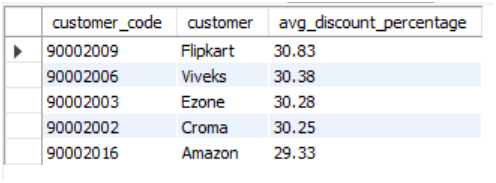 customer_code customer avg_discount_percentage
90002009 Flipkart 30.83
90002006 Viveks 30.38
90002003 Ezone 30.28
90002002 Croma 30.25
90002016 Amazon 29.33